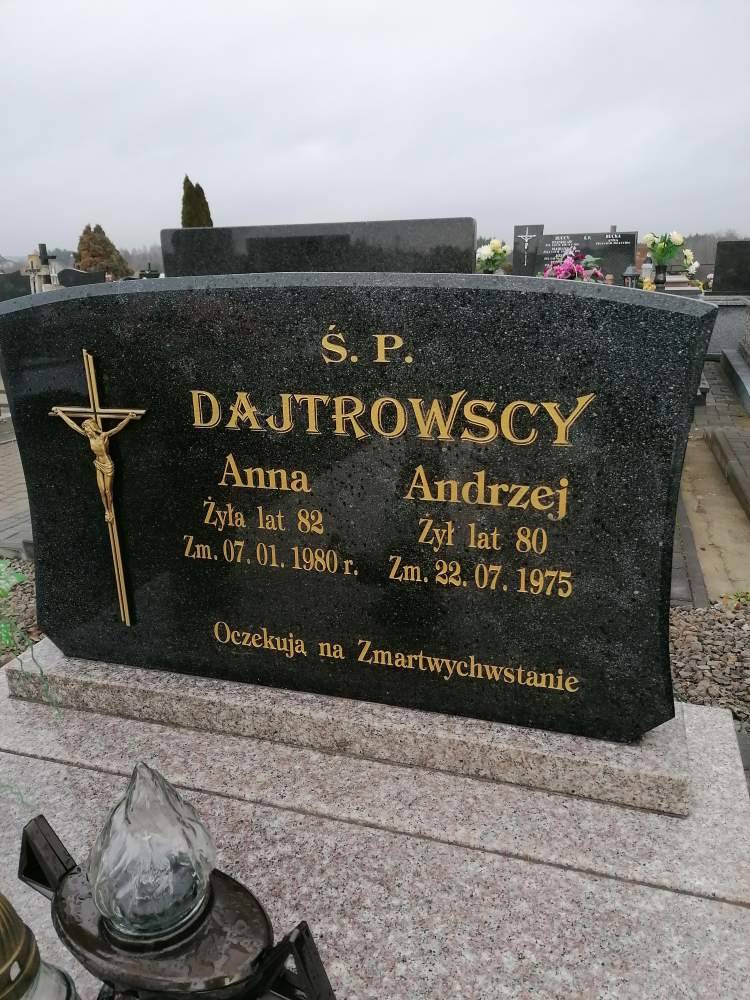 Ś. P.
DAJTROWSCY
Anna
Żyła lat 82
Zm. 07. 01. 1980 r.
Andrzej
Żył lat 80
Zm. 22. 07. 1975
Oczekują na Zmartwychwstanie